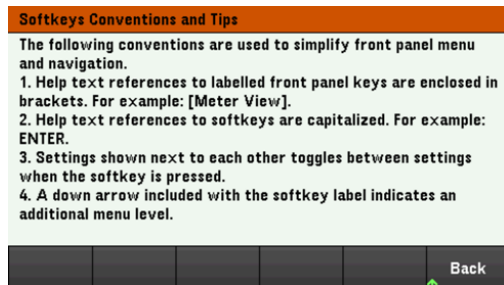 Softkeys Conventions and Tips
The following conventions are used to simplify front panel menu
and navigation.
1. Help text references to labelled front panel keys are enclosed in
brackets. For example: [Meter View].
2. Help text references to softkeys are capitalized. For example:
ENTER.
3. Settings shown next to each other toggles between settings
when the softkey is pressed.
4. A down arrow included with the softkey label indicates an
additional menu level.
Back